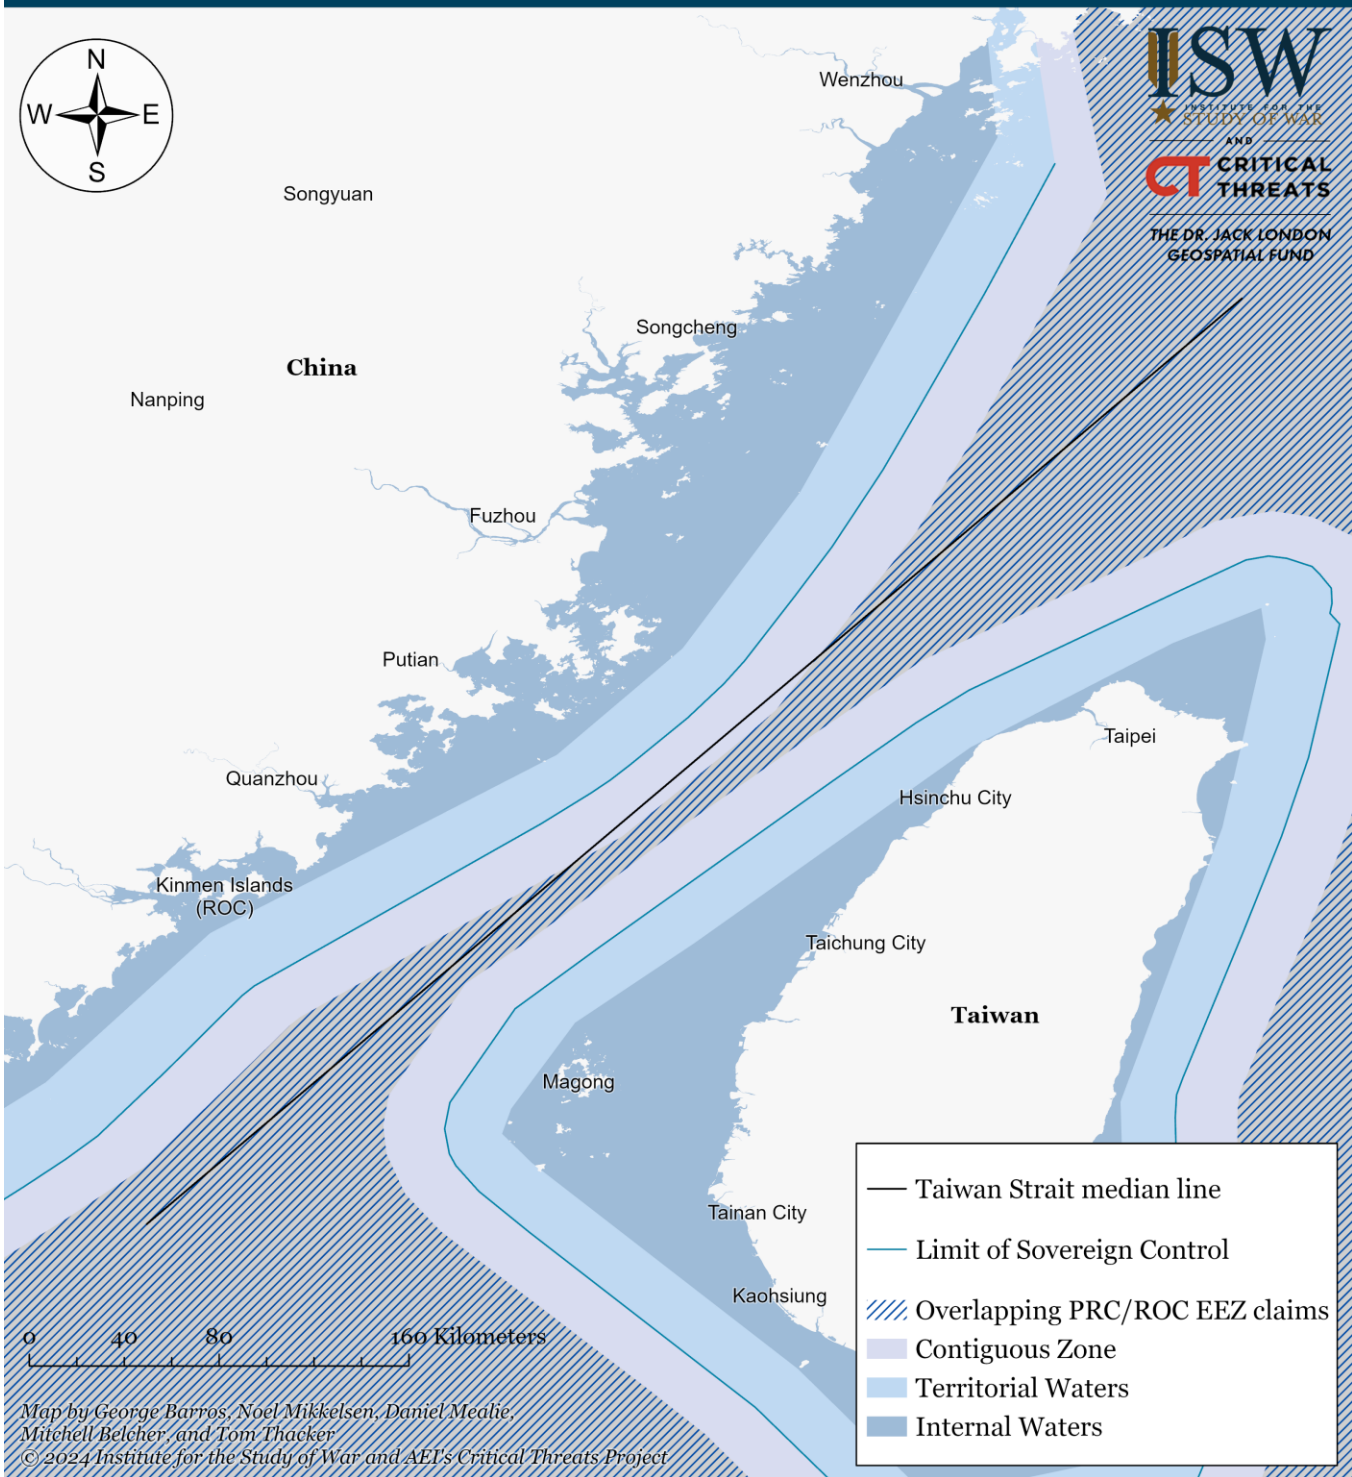 N
W
E
S
Wenzhou
ISW
INSTITUTE FOR THE
STUDY OF WAR
AND
CT CRITICAL
THREATS
THE DR. JACK LONDON
GEOSPATIAL FUND
Songyuan
Songcheng
China
Nanping
Fuzhou
Putian
Taipei
Quanzhou
Hsinchu City
Kinmen Islands
(ROC)
Taichung City
Taiwan
Magong
Tainan City
Kaohsiung
Taiwan Strait median line
Limit of Sovereign Control
Overlapping PRC/ROC EEZ claims
Contiguous Zone
Territorial Waters
Internal Waters
0 40 80 160 Kilometers
Map by George Barros, Noel Mikkelsen, Daniel Mealie,
Mitchell Belcher, and Tom Thacker
© 2024 Institute for the Study of War and AEI's Critical Threats Project